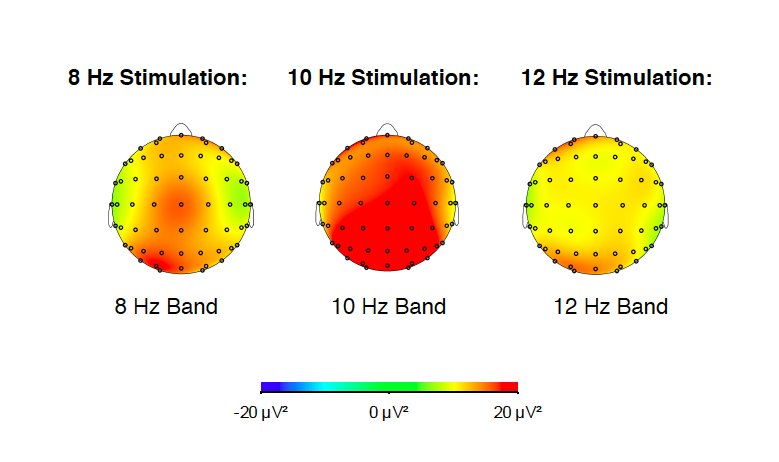 8 Hz Stimulation: 10 Hz Stimulation: 12 Hz Stimulation:
8 Hz Band 10 Hz Band 12 Hz Band
-20 µV² 0 µV² 20 µV²